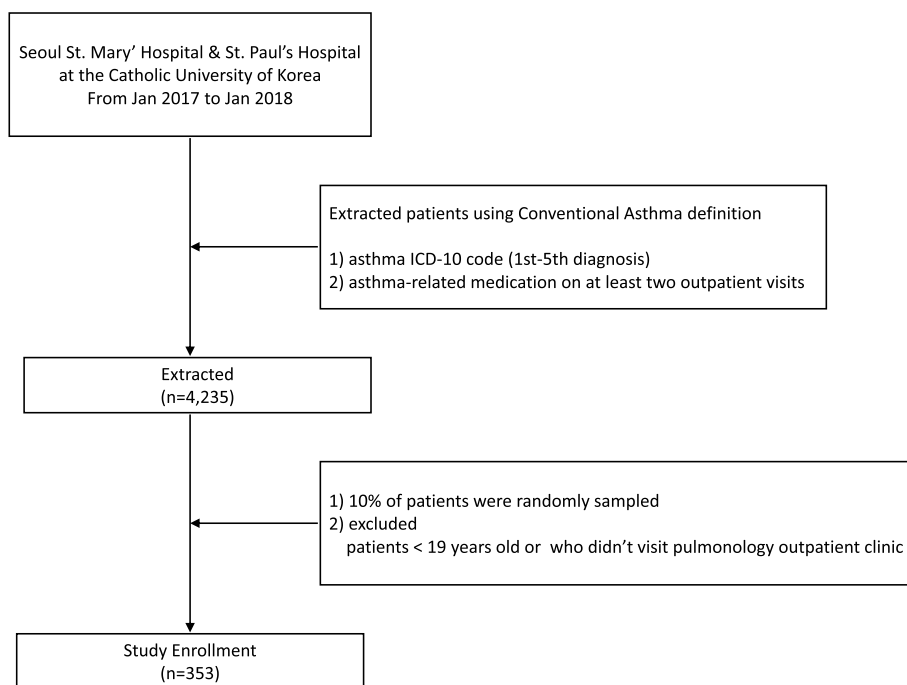 Seoul St. Mary' Hospital & St. Paul's Hospital
at the Catholic University of Korea
From Jan 2017 to Jan 2018
Extracted patients using Conventional Asthma definition
1) asthma ICD-10 code (1st-5th diagnosis)
2) asthma-related medication on at least two outpatient visits
Extracted
(n=4,235)
1) 10% of patients were randomly sampled
2) excluded
patients < 19 years old or who didn't visit pulmonology outpatient clinic
Study Enrollment
(n=353)